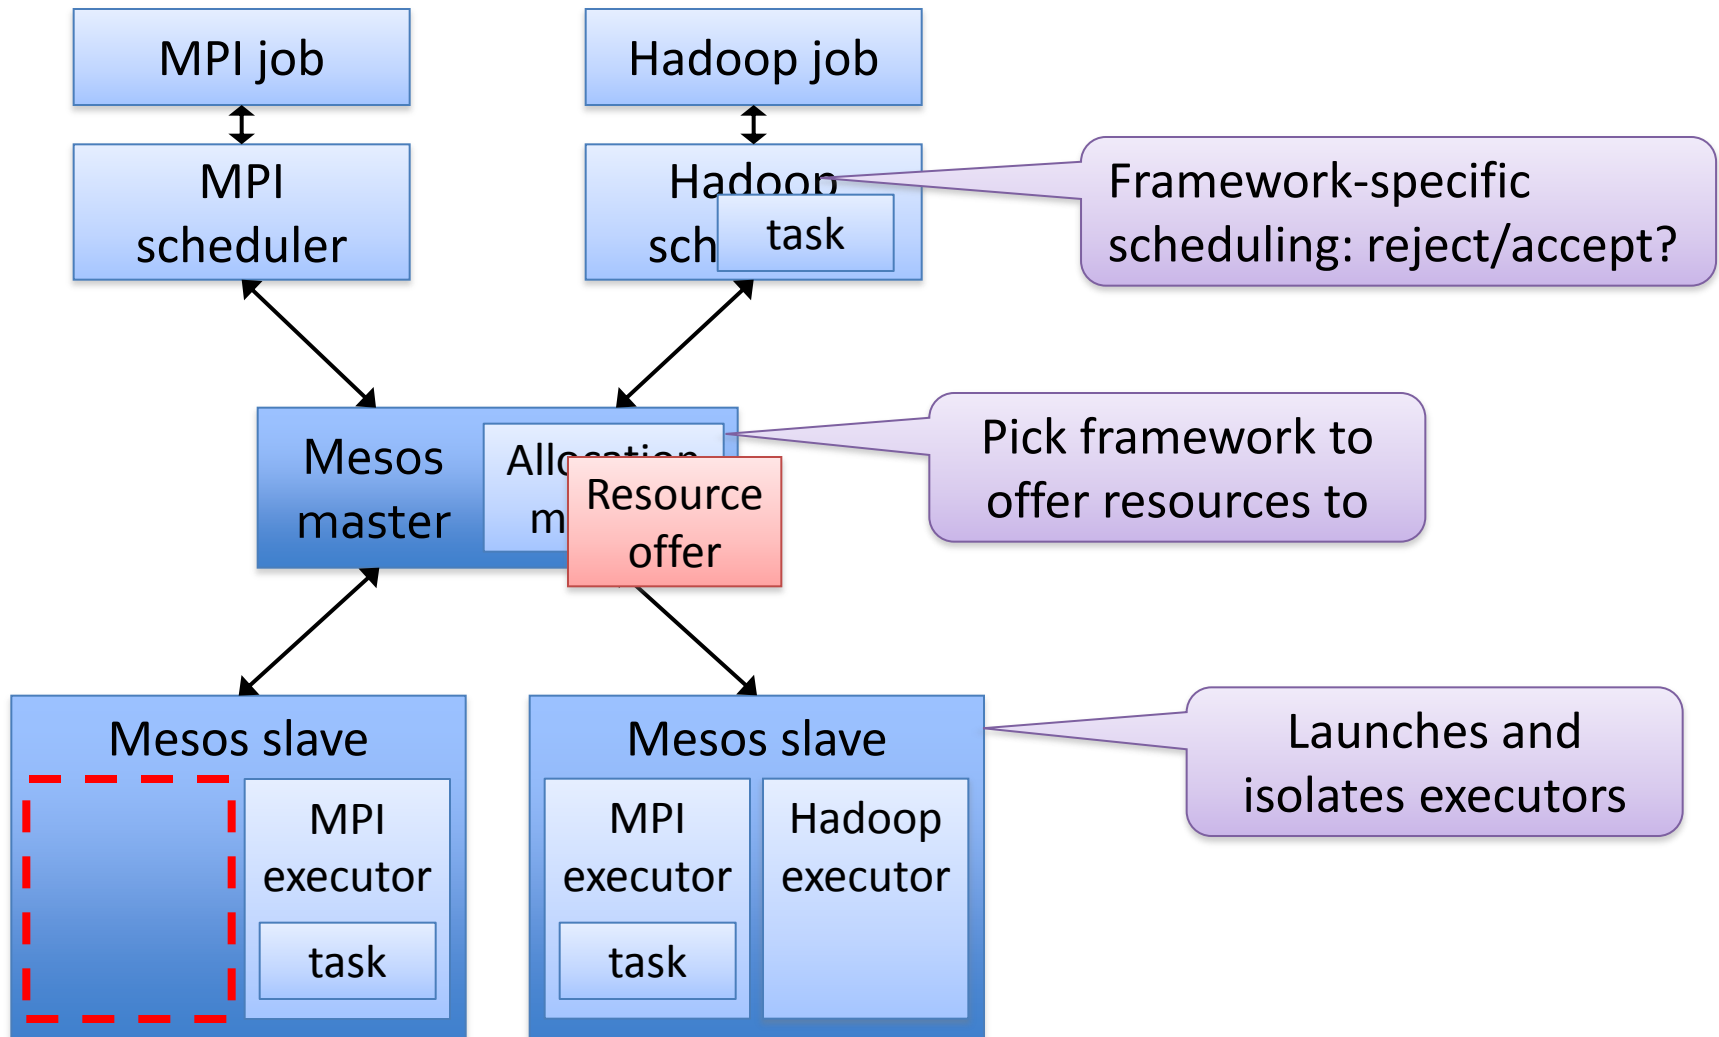 MPI job
Hadoop job
MPI
scheduler
Hadoop
task
Framework-specific
scheduling: reject/accept?
Mesos
master
Allocation
Resource
offer
Pick framework to
offer resources to
Mesos slave
MPI
executor
task
Mesos slave
MPI
executor
task
Hadoop
executor
Launches and
isolates executors